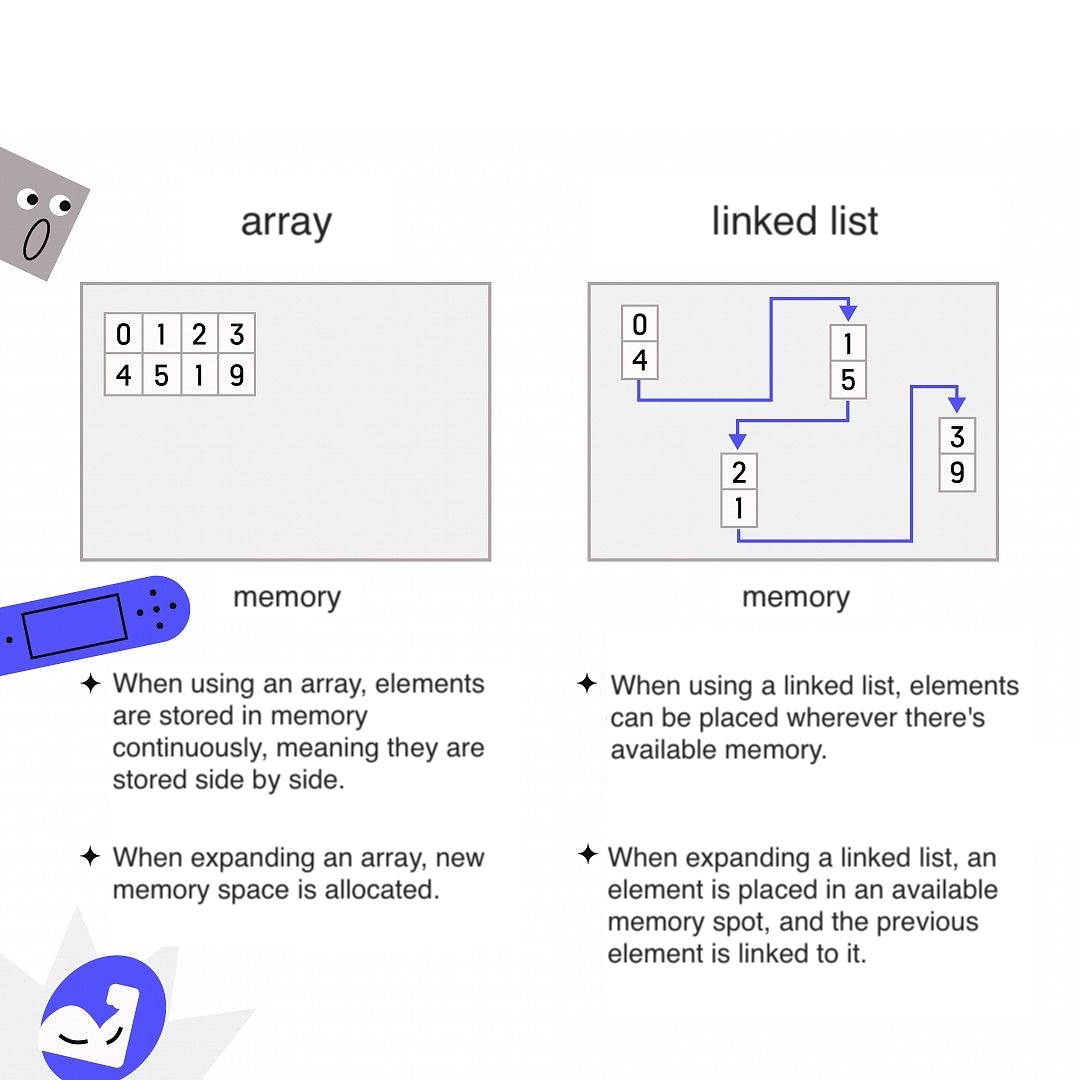 array
0 1 2 3
4 5 1 9
memory
✦ When using an array, elements
are stored in memory
continuously, meaning they are
stored side by side.
✦ When expanding an array, new
memory space is allocated.
linked list
0
4
1
5
2
1
3
9
memory
✦ When using a linked list, elements
can be placed wherever there's
available memory.
✦ When expanding a linked list, an
element is placed in an available
memory spot, and the previous
element is linked to it.